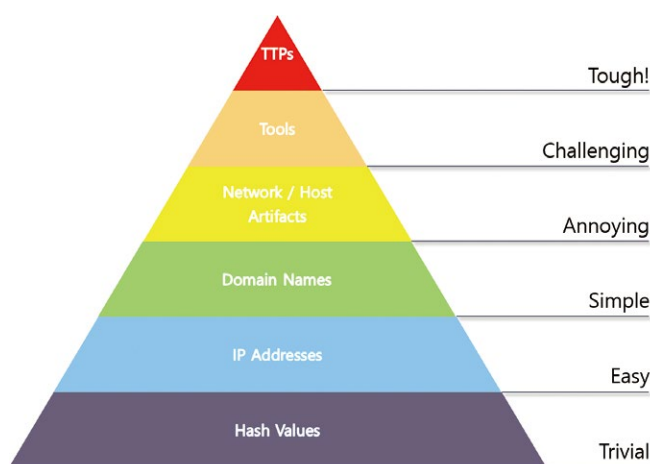 TTPs
Tough!
Tools
Challenging
Network / Host
Artifacts
Annoying
Domain Names
Simple
IP Addresses
Easy
Hash Values
Trivial